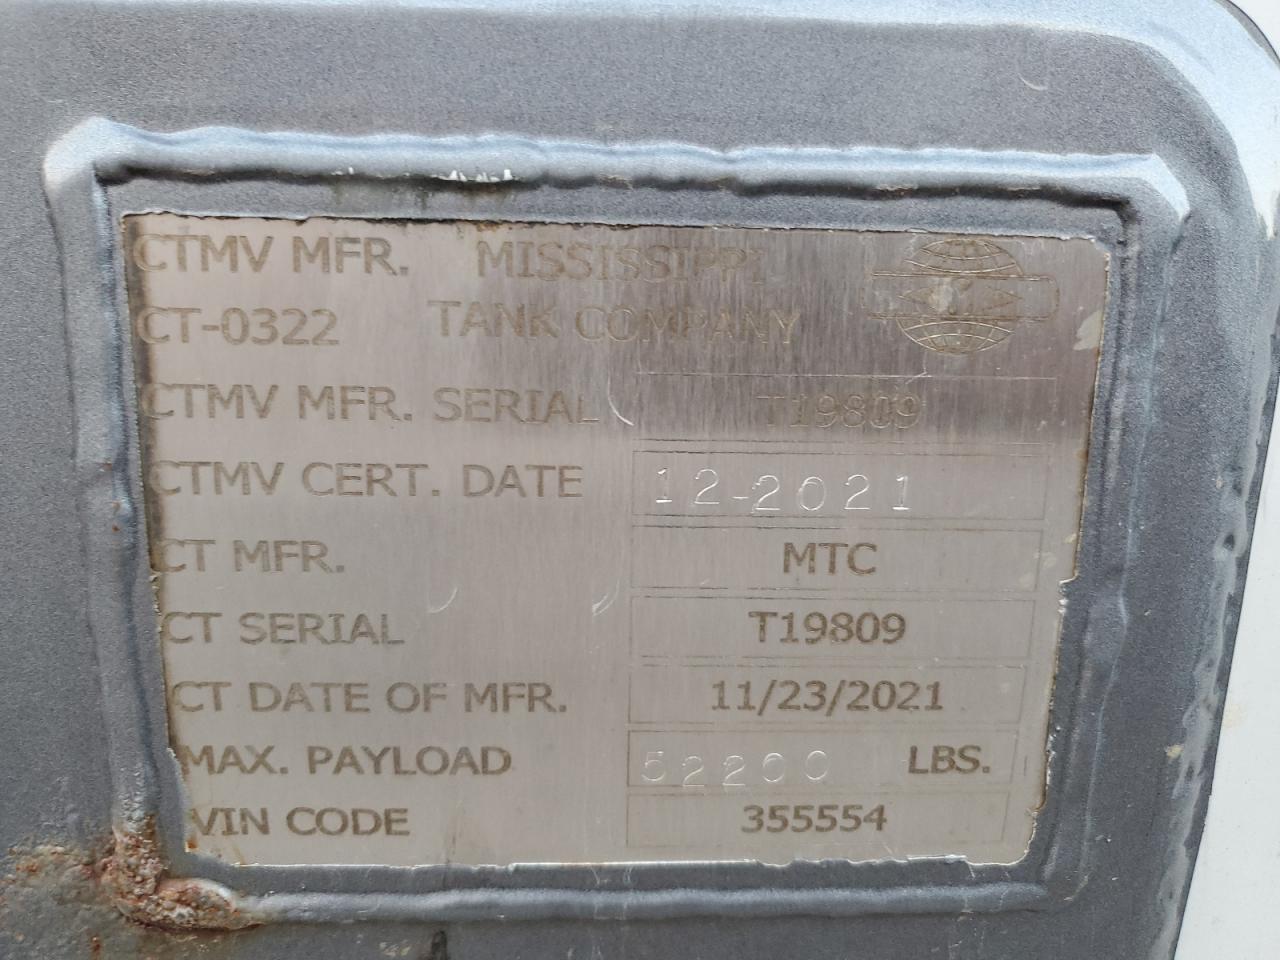 CTMV MFR. MISSISSIPPI
CT-0322 TANK COMPANY
CTMV MFR. SERIAL T19809
CTMV CERT. DATE 12-2021
CT MFR. MTC
CT SERIAL T19809
CT DATE OF MFR. 11/23/2021
MAX. PAYLOAD 52200 LBS.
VIN CODE 355554